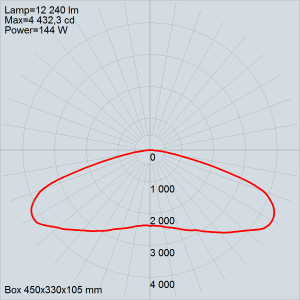 Lamp=12 240 lm
Max=4 432,3 cd
Power=144 W
0
1 000
2 000
3 000
4 000
Box 450x330x105 mm